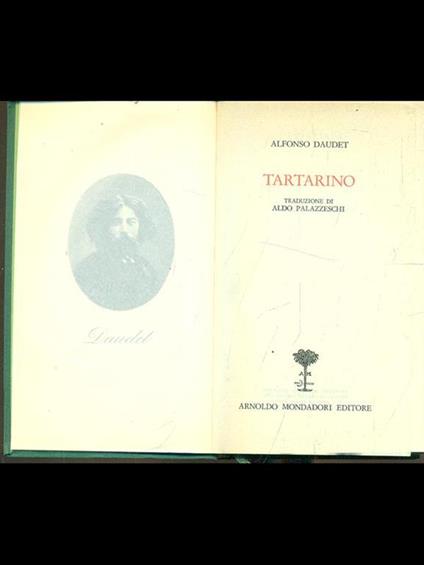 Daudet
ALFONSO DAUDET
TARTARINO
TRADUZIONE DI
ALDO PALAZZESCHI
ARNOLDO MONDADORI EDITORE